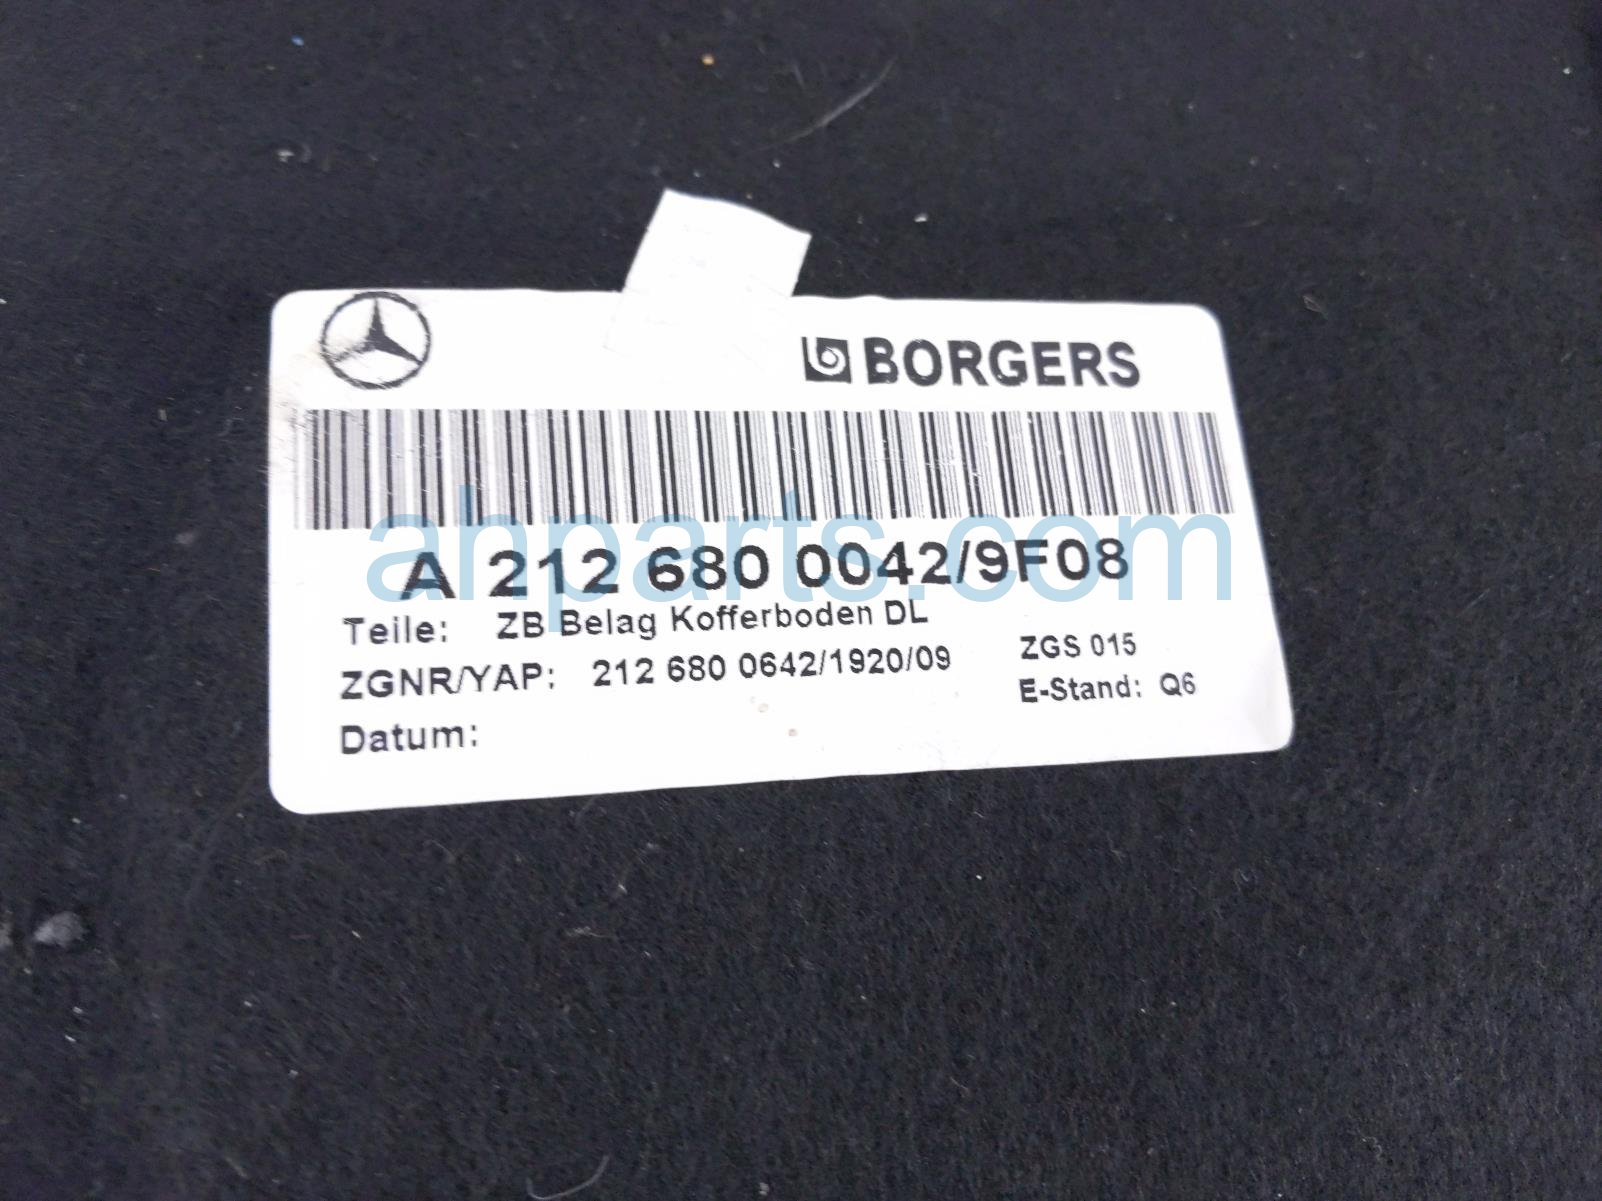 BORGERS
A 212 680 0042/9F08
Teile: ZB Belag Kofferboden DL
ZGNR/YAP: 212 680 0642/1920/09 ZGS 015
E-Stand: Q6
Datum:
ahparts.com